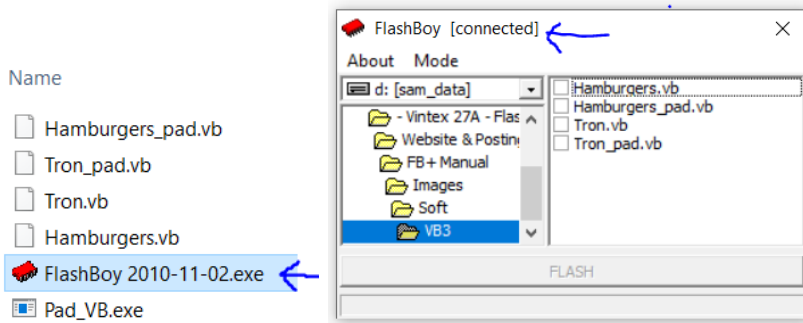 Name
Hamburgers_pad.vb
Tron_pad.vb
Tron.vb
Hamburgers.vb
FlashBoy 2010-11-02.exe
Pad_VB.exe
FlashBoy [connected]
About Mode
d: [sam_data]
- Vintex 27A - Flas
Website & Postin
FB+ Manual
Images
Soft
VB3
Hamburgers.vb
Hamburgers_pad.vb
Tron.vb
Tron_pad.vb
FLASH